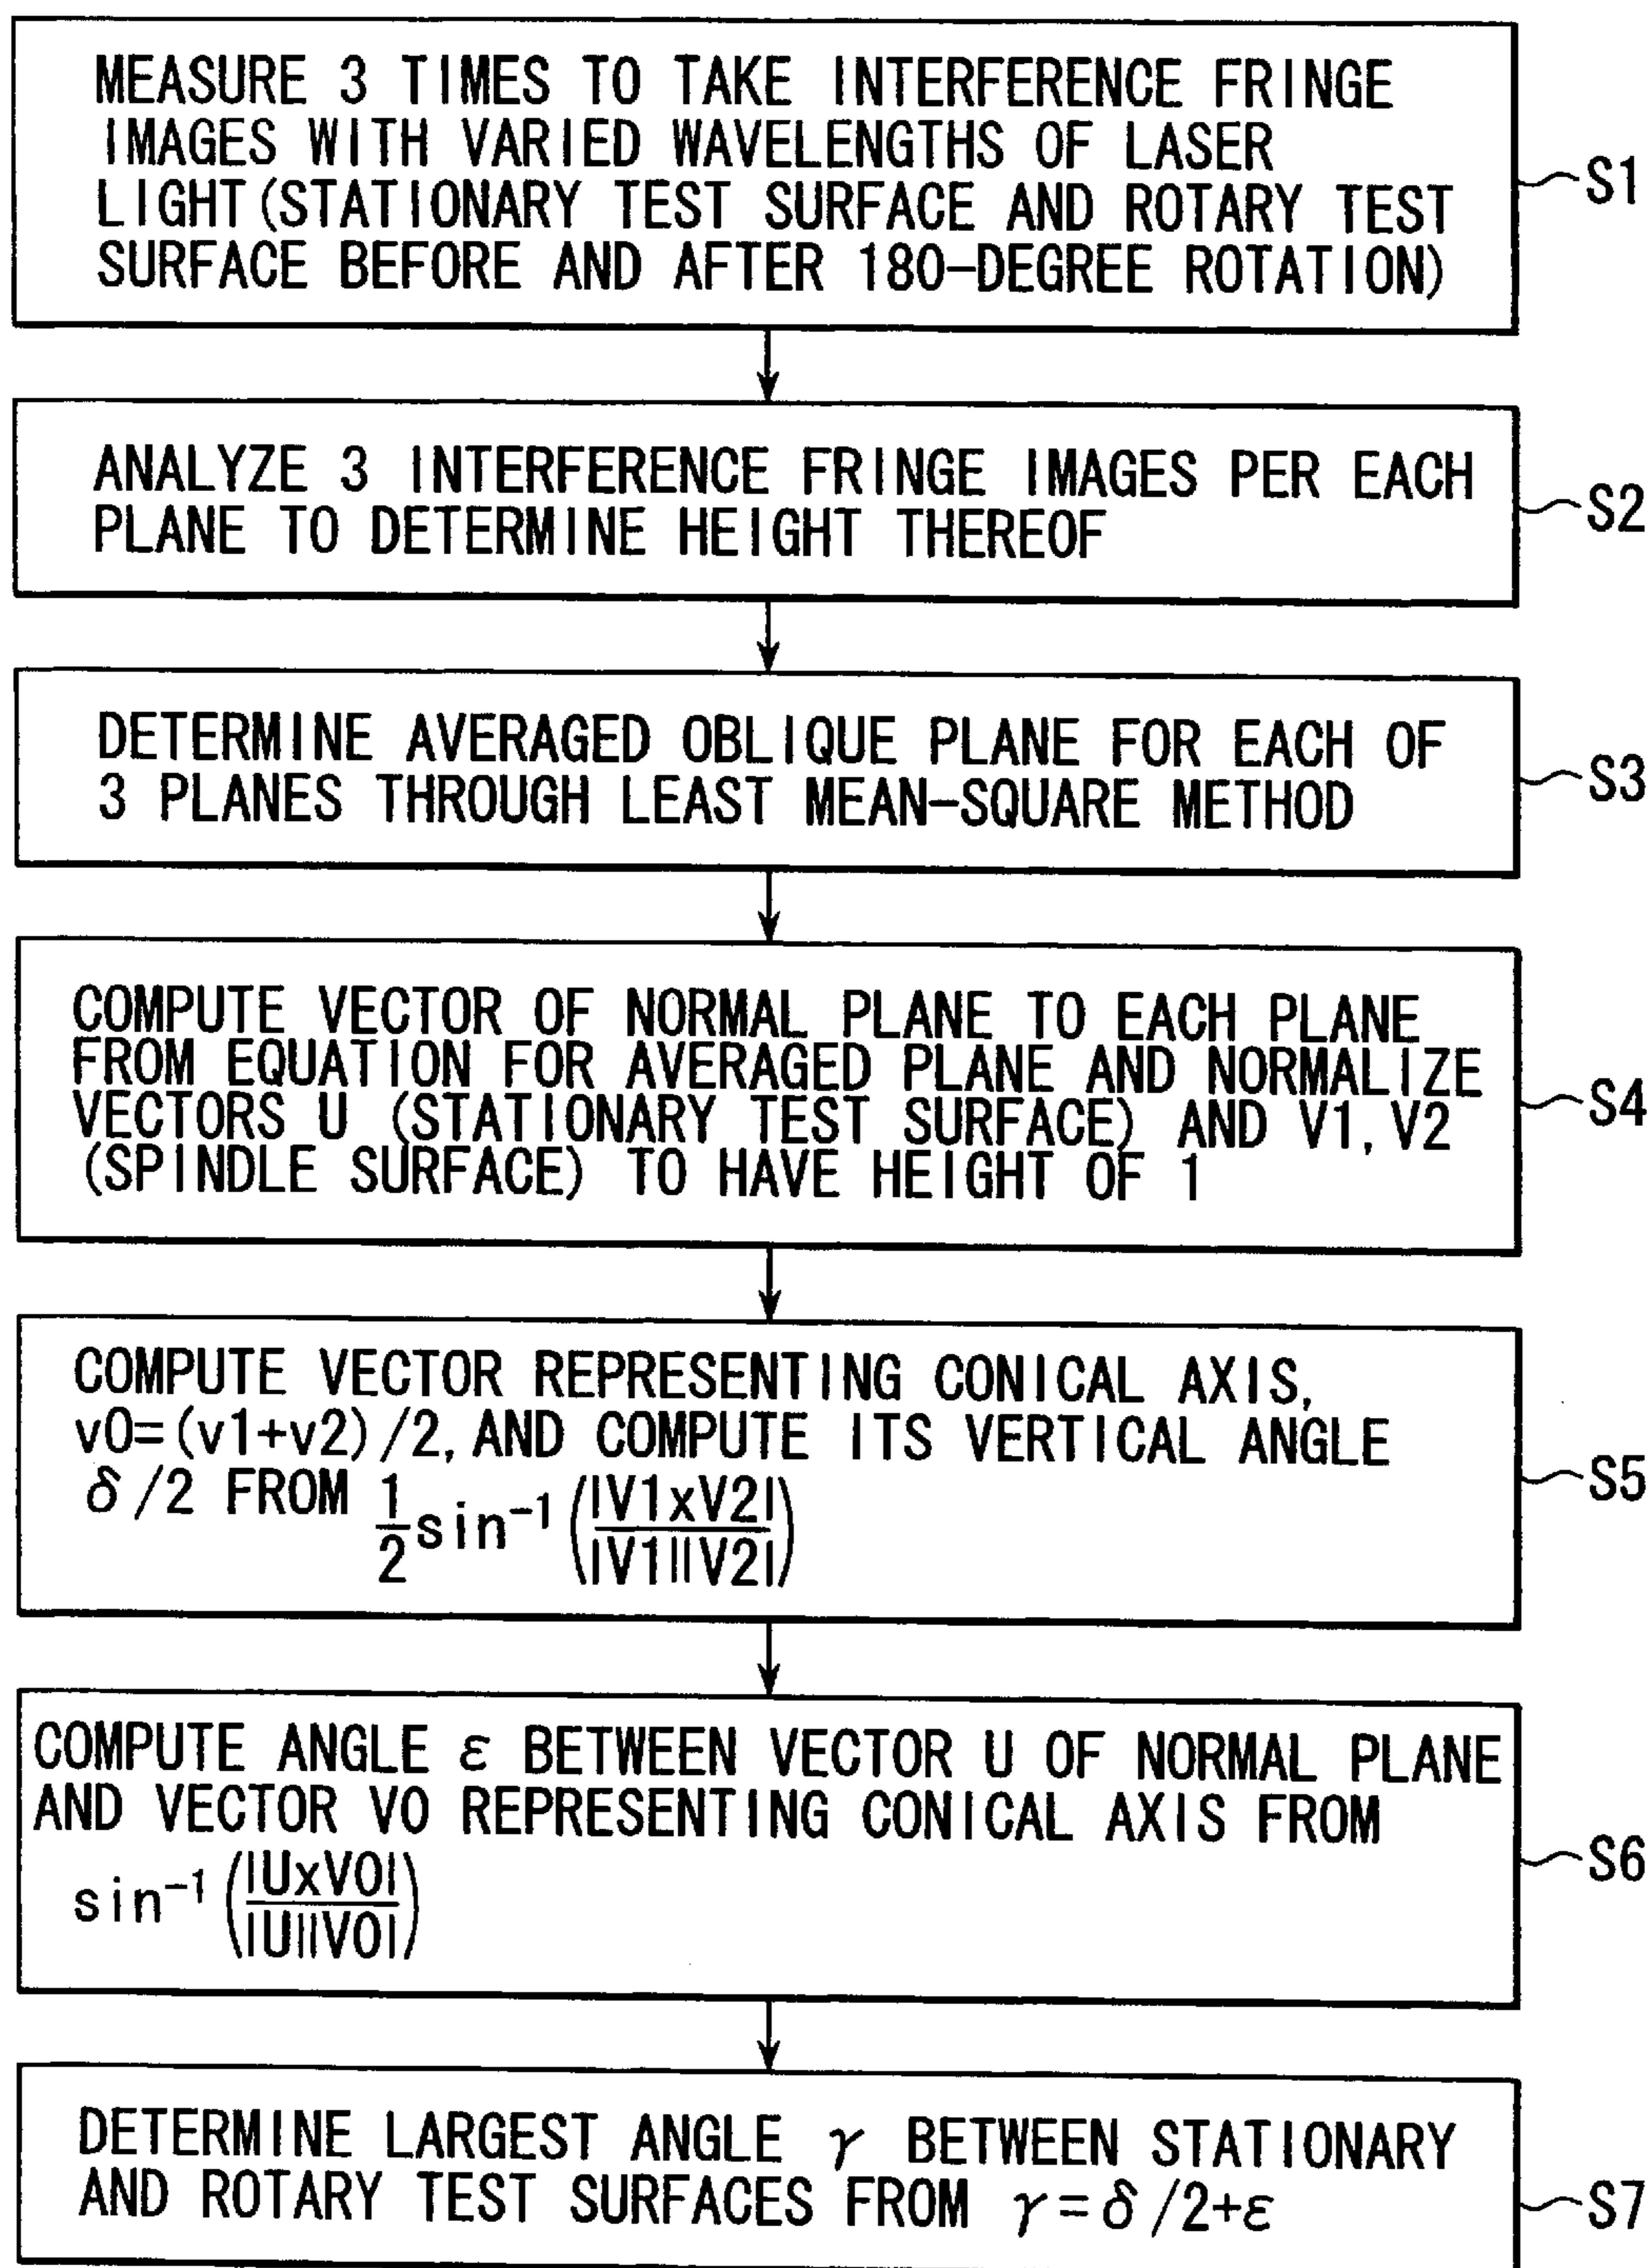 MEASURE 3 TIMES TO TAKE INTERFERENCE FRINGE
IMAGES WITH VARIED WAVELENGTHS OF LASER
LIGHT(STATIONARY TEST SURFACE AND ROTARY TEST
SURFACE BEFORE AND AFTER 180-DEGREE ROTATION)
S1
ANALYZE 3 INTERFERENCE FRINGE IMAGES PER EACH
PLANE TO DETERMINE HEIGHT THEREOF
S2
DETERMINE AVERAGED OBLIQUE PLANE FOR EACH OF
3 PLANES THROUGH LEAST MEAN-SQUARE METHOD
S3
COMPUTE VECTOR OF NORMAL PLANE TO EACH PLANE
FROM EQUATION FOR AVERAGED PLANE AND NORMALIZE
VECTORS U (STATIONARY TEST SURFACE) AND V1, V2
(SPINDLE SURFACE) TO HAVE HEIGHT OF 1
S4
COMPUTE VECTOR REPRESENTING CONICAL AXIS,
v0=(v1+v2)/2, AND COMPUTE ITS VERTICAL ANGLE
δ/2 FROM 1/2 sin⁻¹(|V1xV2|/|V1||V2|)
S5
COMPUTE ANGLE ε BETWEEN VECTOR U OF NORMAL PLANE
AND VECTOR V0 REPRESENTING CONICAL AXIS FROM
sin⁻¹(|UxV0|/|U||V0|)
S6
DETERMINE LARGEST ANGLE γ BETWEEN STATIONARY
AND ROTARY TEST SURFACES FROM γ=δ/2+ε
S7